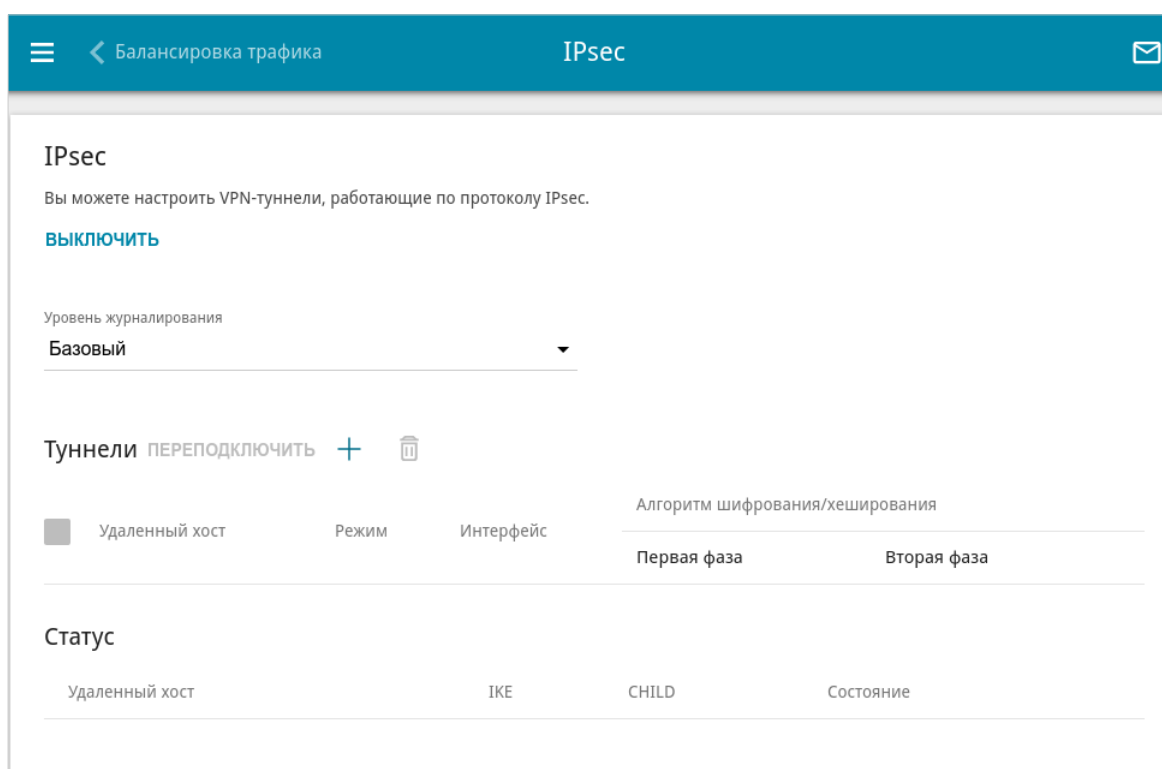 Балансировка трафика IPsec
IPsec
Вы можете настроить VPN-туннели, работающие по протоколу IPsec.
ВЫКЛЮЧИТЬ
Уровень журналирования
Базовый
Туннели ПЕРЕПОДКЛЮЧИТЬ
Алгоритм шифрования/хеширования
Удаленный хост Режим Интерфейс
Первая фаза Вторая фаза
Статус
Удаленный хост IKE CHILD Состояние